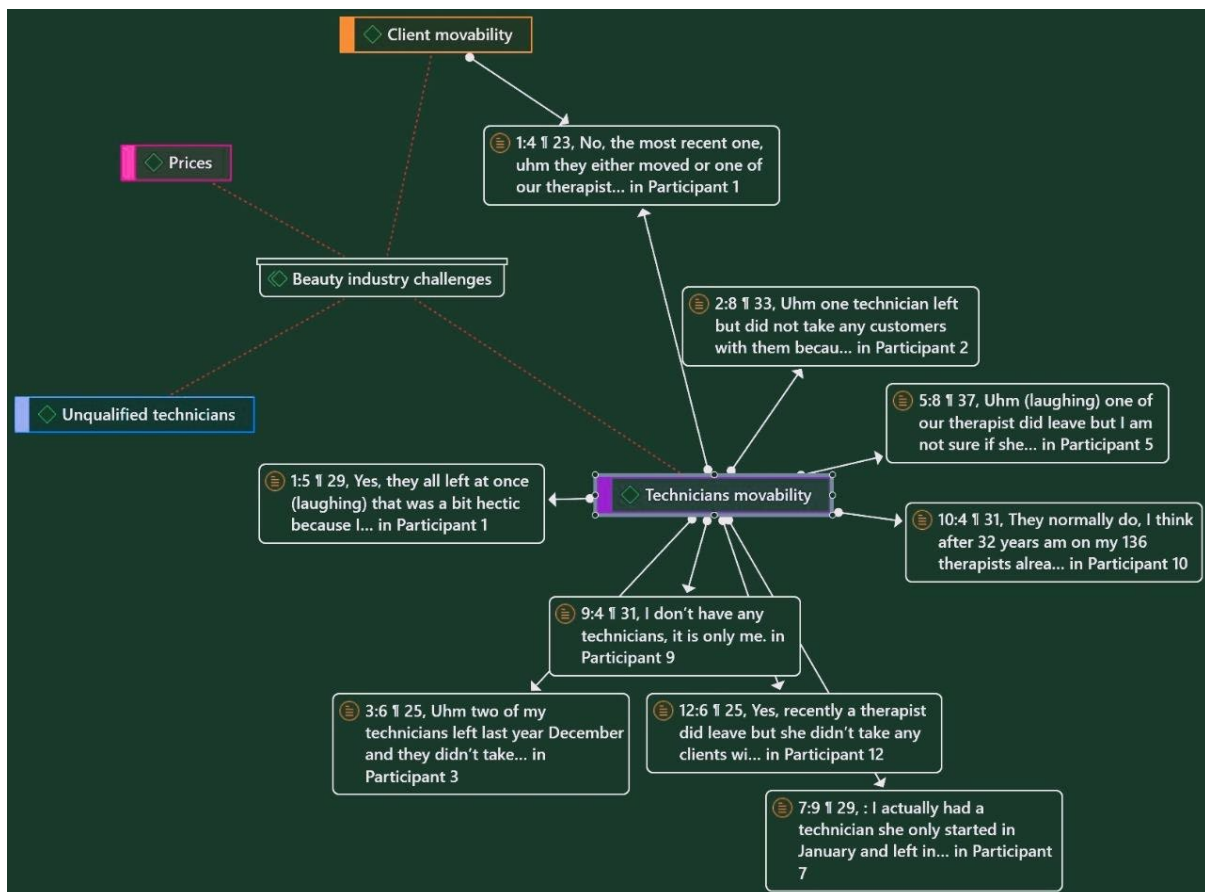 Client movability
1:4 ¶ 23, No, the most recent one,
uhm they either moved or one of
our therapist... in Participant 1
Prices
Beauty industry challenges
2:8 ¶ 33, Uhm one technician left
but did not take any customers
with them becau... in Participant 2
Unqualified technicians
5:8 ¶ 37, Uhm (laughing) one of
our therapist did leave but I am
not sure if she... in Participant 5
1:5 ¶ 29, Yes, they all left at once
(laughing) that was a bit hectic
because I... in Participant 1
Technicians movability
10:4 ¶ 31, They normally do, I think
after 32 years am on my 136
therapists alrea... in Participant 10
9:4 ¶ 31, I don’t have any
technicians, it is only me. in
Participant 9
3:6 ¶ 25, Uhm two of my
technicians left last year December
and they didn’t take... in
Participant 3
12:6 ¶ 25, Yes, recently a therapist
did leave but she didn’t take any
clients wi... in Participant 12
7:9 ¶ 29, : I actually had a
technician she only started in
January and left in... in Participant
7